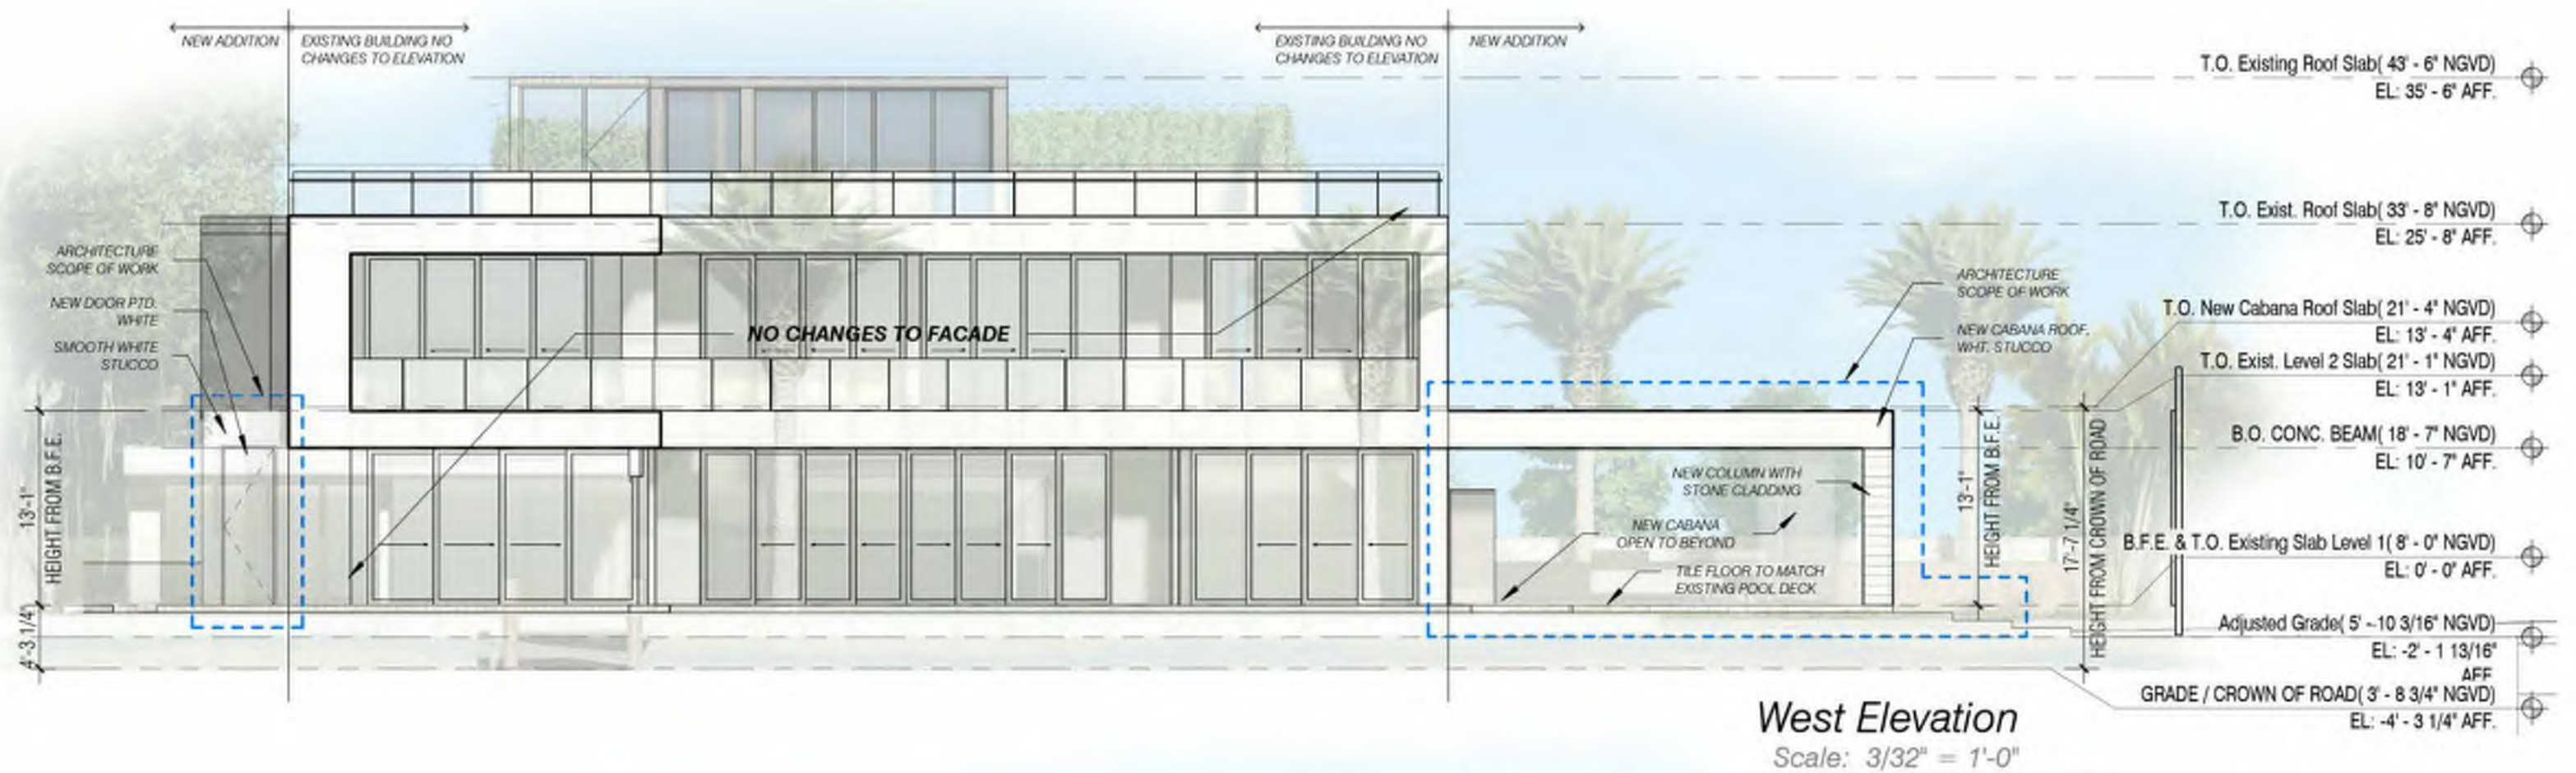 NEW ADDITION
EXISTING BUILDING NO
CHANGES TO ELEVATION
EXISTING BUILDING NO
CHANGES TO ELEVATION
NEW ADDITION
T.O. Existing Roof Slab( 43' - 6" NGVD)
EL: 35' - 6" AFF.
T.O. Exist. Roof Slab( 33' - 8" NGVD)
EL: 25' - 8" AFF.
ARCHITECTURE
SCOPE OF WORK
NEW DOOR PTD.
WHITE
SMOOTH WHITE
STUCCO
NO CHANGES TO FACADE
ARCHITECTURE
SCOPE OF WORK
NEW CABANA ROOF,
WHT. STUCCO
T.O. New Cabana Roof Slab( 21' - 4" NGVD)
EL: 13' - 4" AFF.
T.O. Exist. Level 2 Slab( 21' - 1" NGVD)
EL: 13' - 1" AFF.
B.O. CONC. BEAM( 18' - 7" NGVD)
EL: 10' - 7" AFF.
NEW COLUMN WITH
STONE CLADDING
NEW CABANA
OPEN TO BEYOND
TILE FLOOR TO MATCH
EXISTING POOL DECK
13'-1"
HEIGHT FROM B.F.E.
4'-3 1/4"
13'-1"
HEIGHT FROM B.F.E.
17'-7 1/4"
HEIGHT FROM CROWN OF ROAD
B.F.E. & T.O. Existing Slab Level 1( 8' - 0" NGVD)
EL: 0' - 0" AFF.
Adjusted Grade( 5' - 10 3/16" NGVD)
EL: -2' - 1 13/16"
AFF
GRADE / CROWN OF ROAD( 3' - 8 3/4" NGVD)
EL: -4' - 3 1/4" AFF.
West Elevation
Scale: 3/32" = 1'-0"